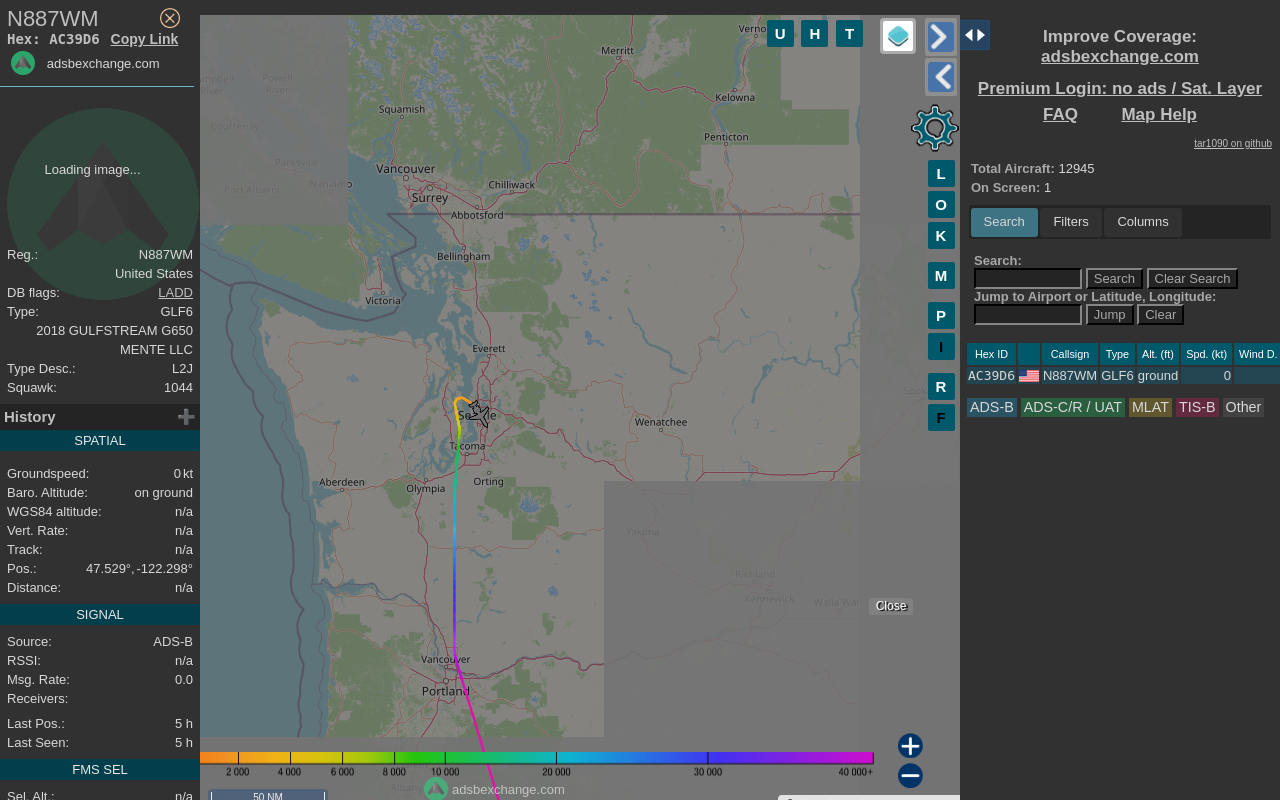 N887WM
Hex: AC39D6 Copy Link
adsbexchange.com
Loading image...
Reg.: N887WM
United States
DB flags: LADD
Type: GLF6
2018 GULFSTREAM G650
MENTE LLC
Type Desc.: L2J
Squawk: 1044
History
SPATIAL
Groundspeed: 0 kt
Baro. Altitude: on ground
WGS84 altitude: n/a
Vert. Rate: n/a
Track: n/a
Pos.: 47.529°, -122.298°
Distance: n/a
SIGNAL
Source: ADS-B
RSSI: n/a
Msg. Rate: 0.0
Receivers:
Last Pos.: 5 h
Last Seen: 5 h
FMS SEL
Sel. Alt.: n/a
U H T
Merritt
Kelowna
Powell River
Squamish
Courtenay
Penticton
Parksville
Vancouver
Port Alberni
Chilliwack
Surrey
Abbotsford
Bellingham
Victoria
Everett
Seattle
Wenatchee
Tacoma
Aberdeen
Olympia
Orting
Yakima
Richland
Kennewick
Walla Wal
Vancouver
Portland
Albany
L
O
K
M
P
I
R
F
Close
2 000 4 000 6 000 8 000 10 000 20 000 30 000 40 000+
adsbexchange.com
50 NM
Improve Coverage:
adsbexchange.com
Premium Login: no ads / Sat. Layer
FAQ Map Help
tar1090 on github
Total Aircraft: 12945
On Screen: 1
Search Filters Columns
Search:
Search Clear Search
Jump to Airport or Latitude, Longitude:
Jump Clear
Hex ID Callsign Type Alt. (ft) Spd. (kt) Wind D.
AC39D6 N887WM GLF6 ground 0
ADS-B ADS-C/R / UAT MLAT TIS-B Other